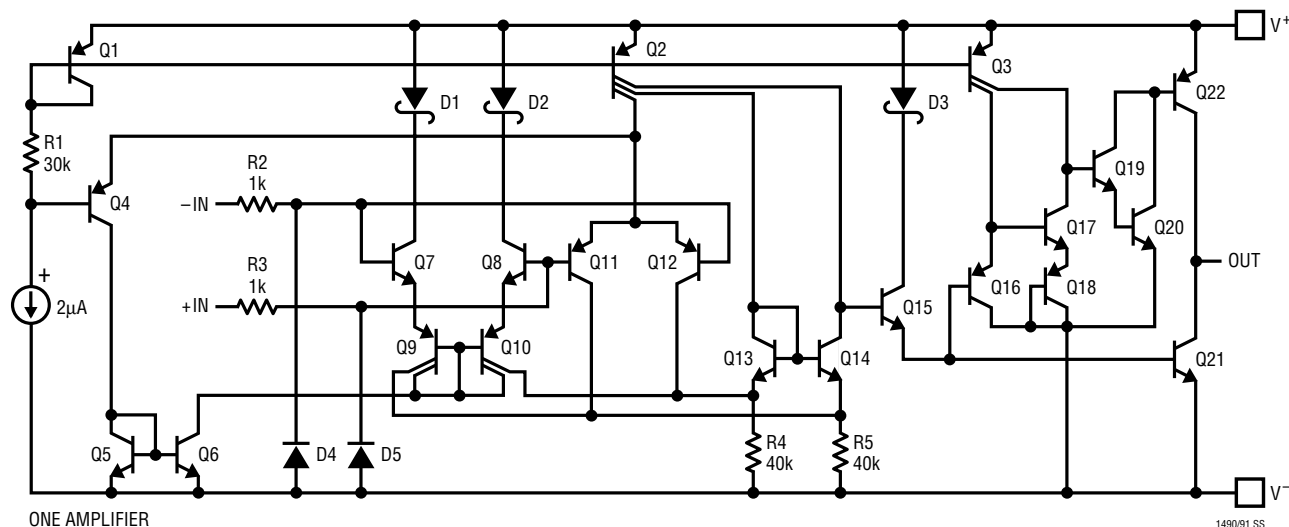 V+
Q1
Q2
Q3
Q22
D1
D2
D3
R1
30k
Q19
R2
1k
Q4
–IN
Q17
Q20
Q7
Q8
Q11
Q12
OUT
+
R3
1k
+IN
Q15
Q16
Q18
2µA
Q9
Q10
Q13
Q14
Q21
Q5
Q6
D4
D5
R4
40k
R5
40k
V–
ONE AMPLIFIER
1490/91 SS